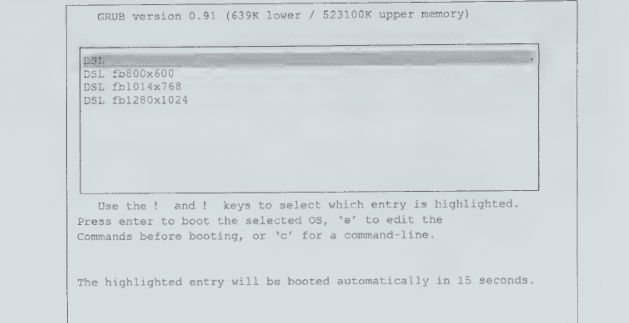 GRUB version 0.91 (639K lower / 523100K upper memory)
DSL
DSL fb800x600
DSL fb1014x768
DSL fb1280x1024
Use the ! and ! keys to select which entry is highlighted.
Press enter to boot the selected OS, 'e' to edit the
Commands before booting, or 'c' for a command-line.
The highlighted entry will be booted automatically in 15 seconds.